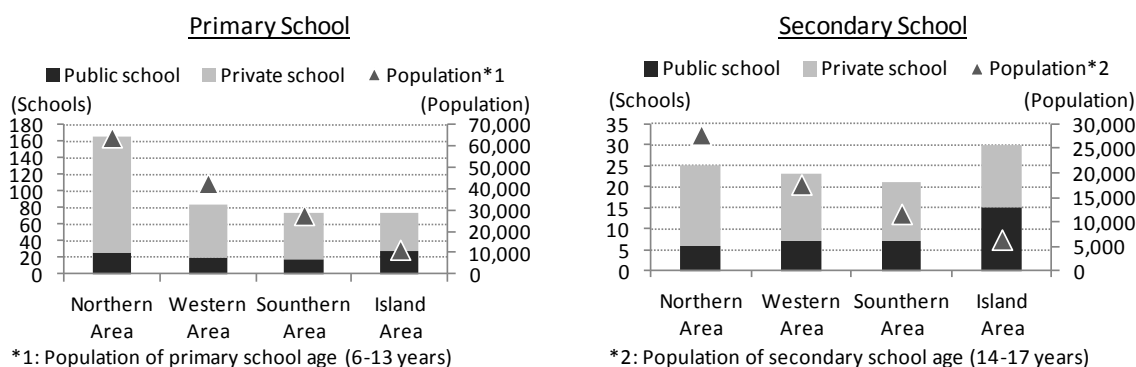 Primary School
Public school Private school Population*1
(Schools) (Population)
180
160
140
120
100
80
60
40
20
0
70,000
60,000
50,000
40,000
30,000
20,000
10,000
0
Northern Area
Western Area
Sounthern Area
Island Area
*1: Population of primary school age (6-13 years)
Secondary School
Public school Private school Population*2
(Schools) (Population)
35
30
25
20
15
10
5
0
30,000
25,000
20,000
15,000
10,000
5,000
0
Northern Area
Western Area
Sounthern Area
Island Area
*2: Population of secondary school age (14-17 years)